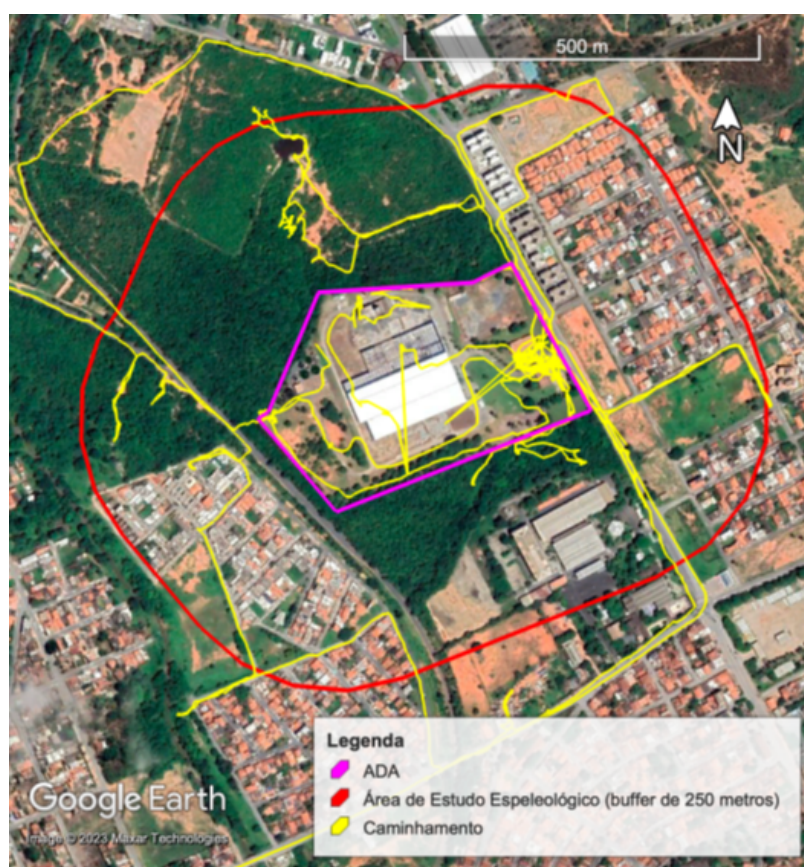 500 m
N
Legenda
ADA
Área de Estudo Espeleológico (buffer de 250 metros)
Caminhamento
Google Earth
Image © 2023 Maxar Technologies